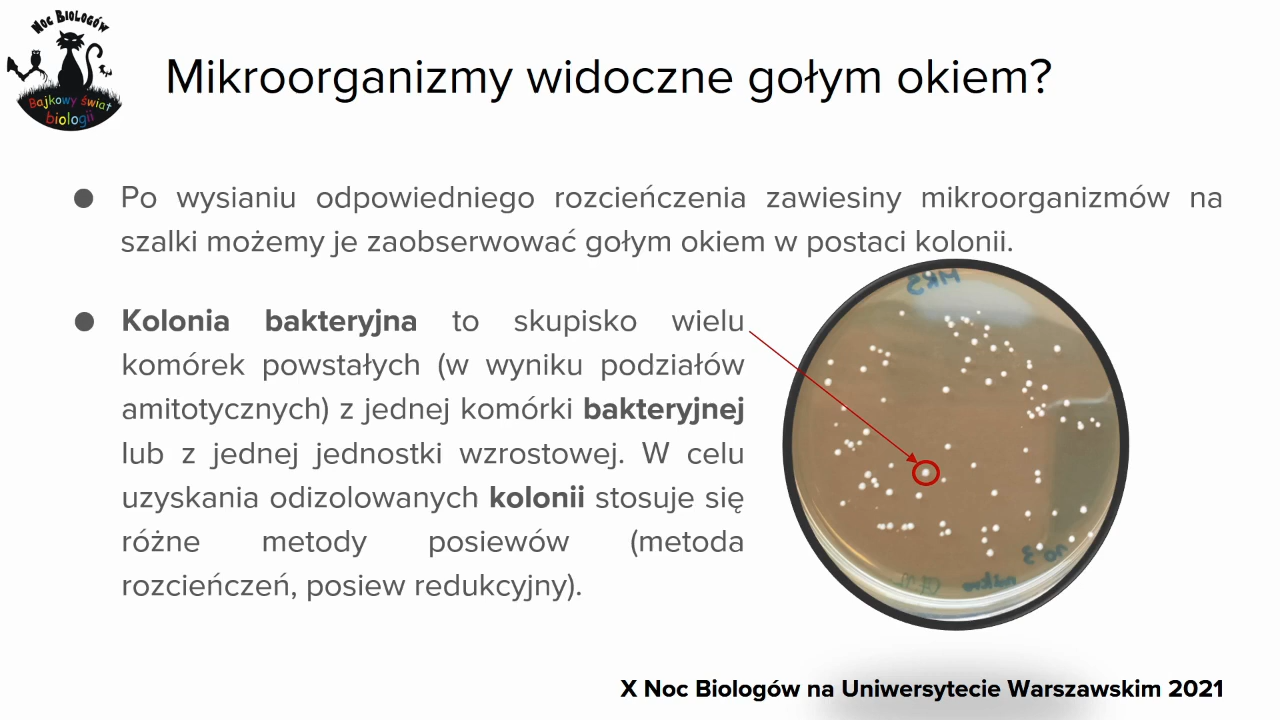 Noc Biologów
Bajkowy świat
biologii
Mikroorganizmy widoczne gołym okiem?
● Po wysianiu odpowiedniego rozcieńczenia zawiesiny mikroorganizmów na
szalki możemy je zaobserwować gołym okiem w postaci kolonii.
● Kolonia bakteryjna to skupisko wielu
komórek powstałych (w wyniku podziałów
amitotycznych) z jednej komórki bakteryjnej
lub z jednej jednostki wzrostowej. W celu
uzyskania odizolowanych kolonii stosuje się
różne metody posiewów (metoda
rozcieńczeń, posiew redukcyjny).
MRS
X Noc Biologów na Uniwersytecie Warszawskim 2021